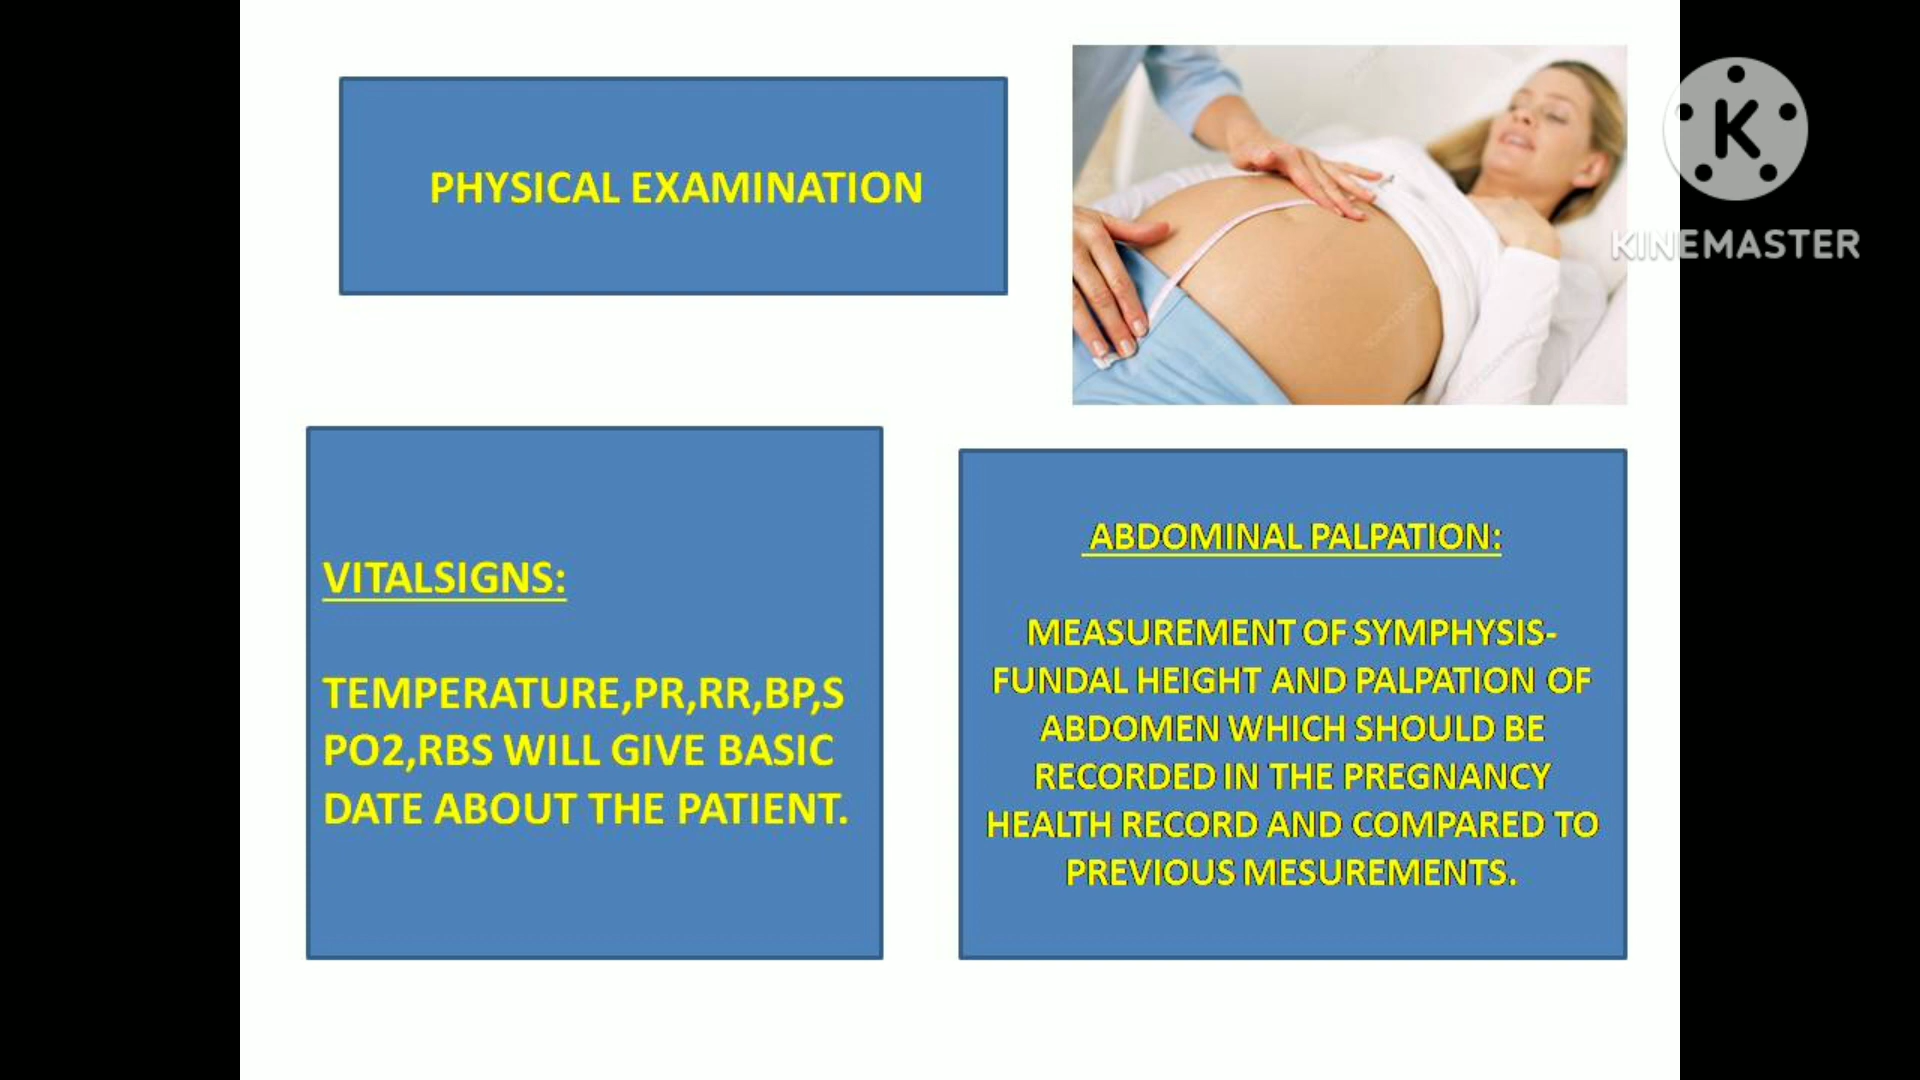 PHYSICAL EXAMINATION
K
KINEMASTER
VITALSIGNS:
TEMPERATURE,PR,RR,BP,S
PO2,RBS WILL GIVE BASIC
DATE ABOUT THE PATIENT.
ABDOMINAL PALPATION:
MEASUREMENT OF SYMPHYSIS-
FUNDAL HEIGHT AND PALPATION OF
ABDOMEN WHICH SHOULD BE
RECORDED IN THE PREGNANCY
HEALTH RECORD AND COMPARED TO
PREVIOUS MESUREMENTS.